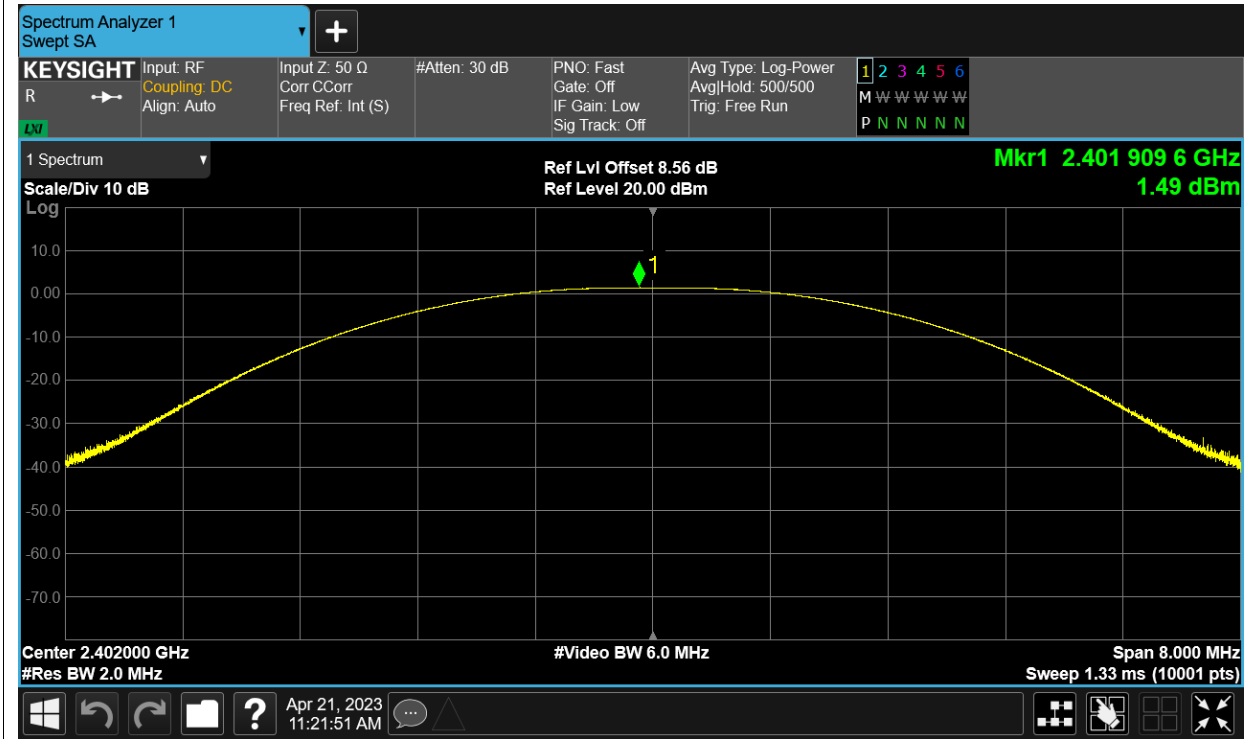 Spectrum Analyzer 1
Swept SA
KEYSIGHT
R
LXI
Input: RF
Coupling: DC
Align: Auto
Input Z: 50 Ω
Corr CCorr
Freq Ref: Int (S)
#Atten: 30 dB
PNO: Fast
Gate: Off
IF Gain: Low
Sig Track: Off
Avg Type: Log-Power
Avg|Hold: 500/500
Trig: Free Run
1 2 3 4 5 6
M W W W W W W
P N N N N N N
1 Spectrum
Scale/Div 10 dB
Log
Ref Lvl Offset 8.56 dB
Ref Level 20.00 dBm
Mkr1 2.401 909 6 GHz
1.49 dBm
1
10.0
0.00
-10.0
-20.0
-30.0
-40.0
-50.0
-60.0
-70.0
Center 2.402000 GHz
#Res BW 2.0 MHz
#Video BW 6.0 MHz
Span 8.000 MHz
Sweep 1.33 ms (10001 pts)
?
Apr 21, 2023
11:21:51 AM